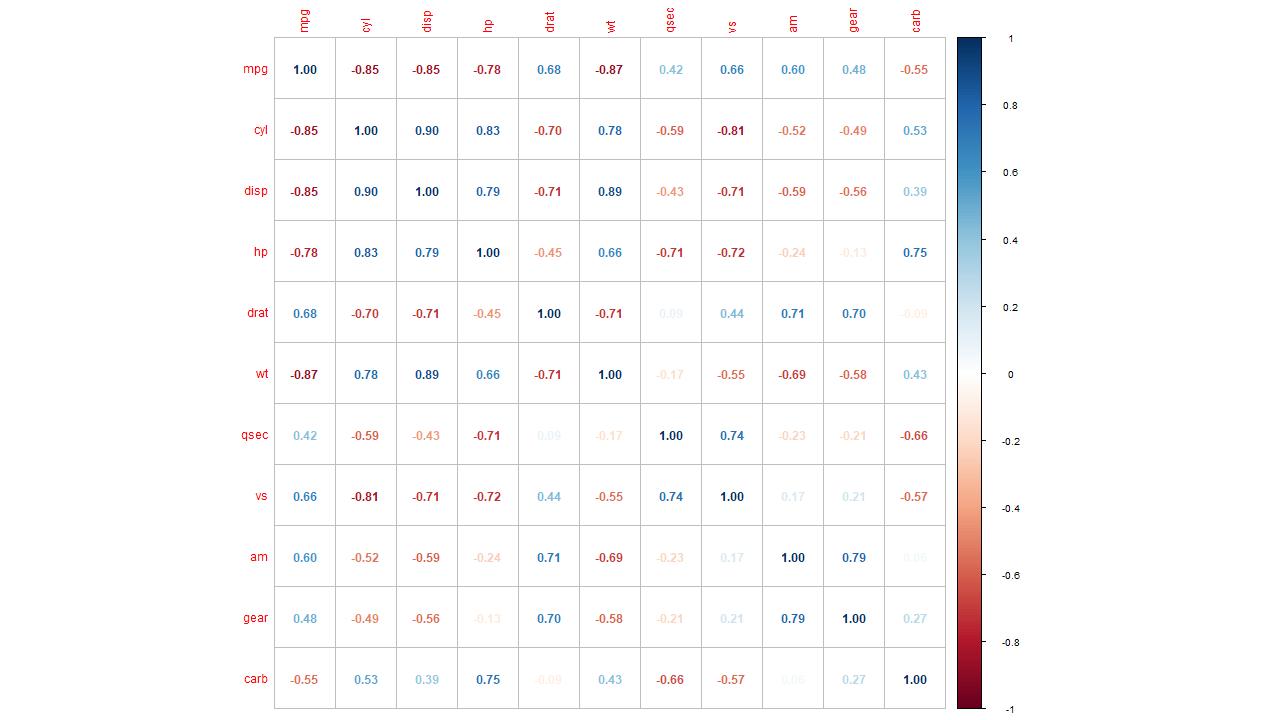 mpg cyl disp hp drat wt qsec vs am gear carb
mpg 1.00 -0.85 -0.85 -0.78 0.68 -0.87 0.42 0.66 0.60 0.48 -0.55
cyl -0.85 1.00 0.90 0.83 -0.70 0.78 -0.59 -0.81 -0.52 -0.49 0.53
disp -0.85 0.90 1.00 0.79 -0.71 0.89 -0.43 -0.71 -0.59 -0.56 0.39
hp -0.78 0.83 0.79 1.00 -0.45 0.66 -0.71 -0.72 -0.24 -0.13 0.75
drat 0.68 -0.70 -0.71 -0.45 1.00 -0.71 0.09 0.44 0.71 0.70 -0.09
wt -0.87 0.78 0.89 0.66 -0.71 1.00 -0.17 -0.55 -0.69 -0.58 0.43
qsec 0.42 -0.59 -0.43 -0.71 0.09 -0.17 1.00 0.74 -0.23 -0.21 -0.66
vs 0.66 -0.81 -0.71 -0.72 0.44 -0.55 0.74 1.00 0.17 0.21 -0.57
am 0.60 -0.52 -0.59 -0.24 0.71 -0.69 -0.23 0.17 1.00 0.79 0.06
gear 0.48 -0.49 -0.56 -0.13 0.70 -0.58 -0.21 0.21 0.79 1.00 0.27
carb -0.55 0.53 0.39 0.75 -0.09 0.43 -0.66 -0.57 0.06 0.27 1.00
1
0.8
0.6
0.4
0.2
0
-0.2
-0.4
-0.6
-0.8
-1